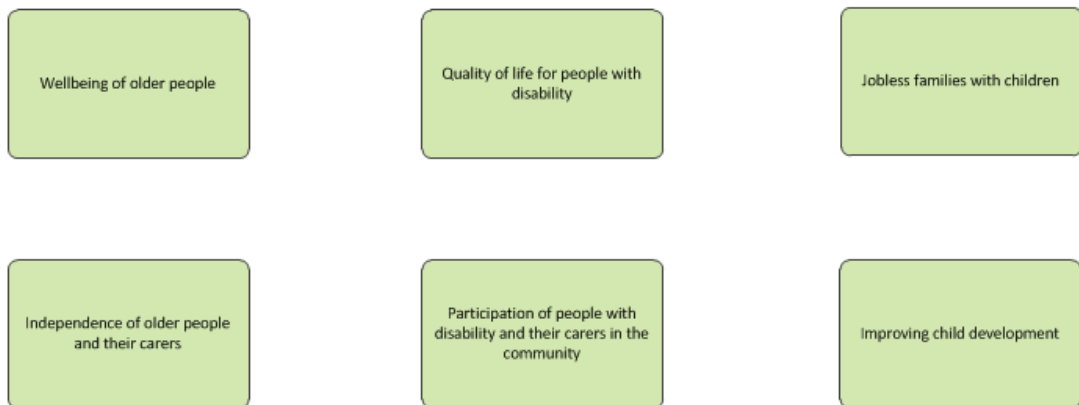 Wellbeing of older people
Quality of life for people with
disability
Jobless families with children
Independence of older people
and their carers
Participation of people with
disability and their carers in the
community
Improving child development